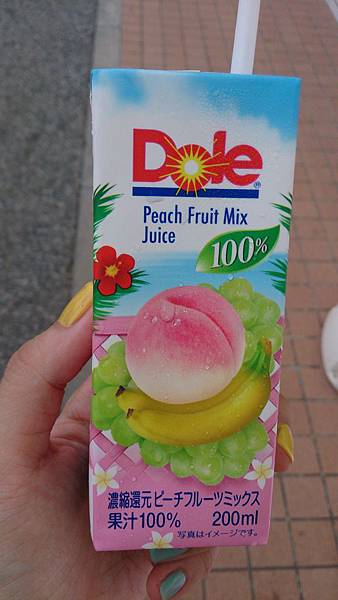 Dole®
Peach Fruit Mix
Juice
100%
濃縮還元 ピーチフルーツミックス
果汁100% 200ml
写真はイメージです。